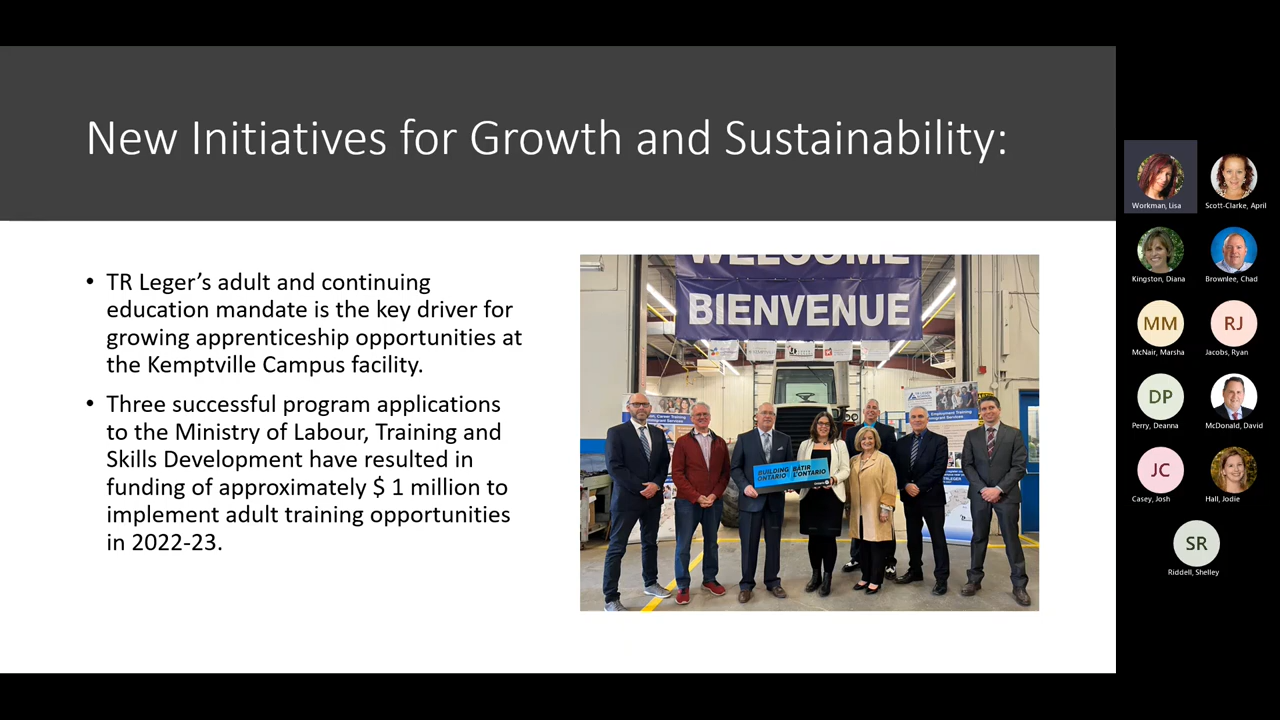 New Initiatives for Growth and Sustainability:
• TR Leger’s adult and continuing
education mandate is the key driver for
growing apprenticeship opportunities at
the Kemptville Campus facility.
• Three successful program applications
to the Ministry of Labour, Training and
Skills Development have resulted in
funding of approximately $ 1 million to
implement adult training opportunities
in 2022-23.
WELCOME
BIENVENUE
BUILDING ONTARIO
BÂTIR L'ONTARIO
Workman, Lisa
Scott-Clarke, April
Kingston, Diana
Brownlee, Chad
MM
McNair, Marsha
RJ
Jacobs, Ryan
DP
Perry, Deanna
McDonald, David
JC
Casey, Josh
Hall, Jodie
SR
Riddell, Shelley